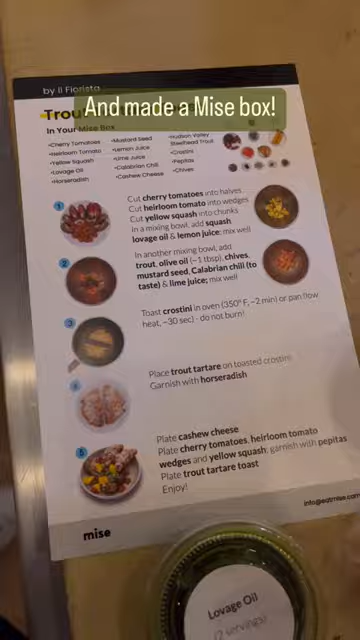 by Il Fiorista
And made a Mise box!
In Your Mise Box
•Cherry Tomatoes
•Heirloom Tomato
•Yellow Squash
•Lovage Oil
•Horseradish
•Mustard Seed
•Lemon Juice
•Lime Juice
•Calabrian Chili
•Cashew Cheese
•Hudson Valley
Steelhead Trout
•Crostini
•Pepitas
•Chives
1
Cut cherry tomatoes into halves
Cut heirloom tomato into wedges
Cut yellow squash into chunks
In a mixing bowl, add squash,
lovage oil & lemon juice; mix well
2
In another mixing bowl, add
trout, olive oil (~1 tbsp), chives,
mustard seed, Calabrian chili (to
taste) & lime juice; mix well
3
Toast crostini in oven (350° F, ~2 min) or pan (low
heat, ~30 sec) - do not burn!
4
Place trout tartare on toasted crostini
Garnish with horseradish
5
Plate cashew cheese
Plate cherry tomatoes, heirloom tomato
wedges and yellow squash, garnish with pepitas
Plate trout tartare toast
Enjoy!
mise
info@eatmise.com
Lovage Oil
(2 servings)